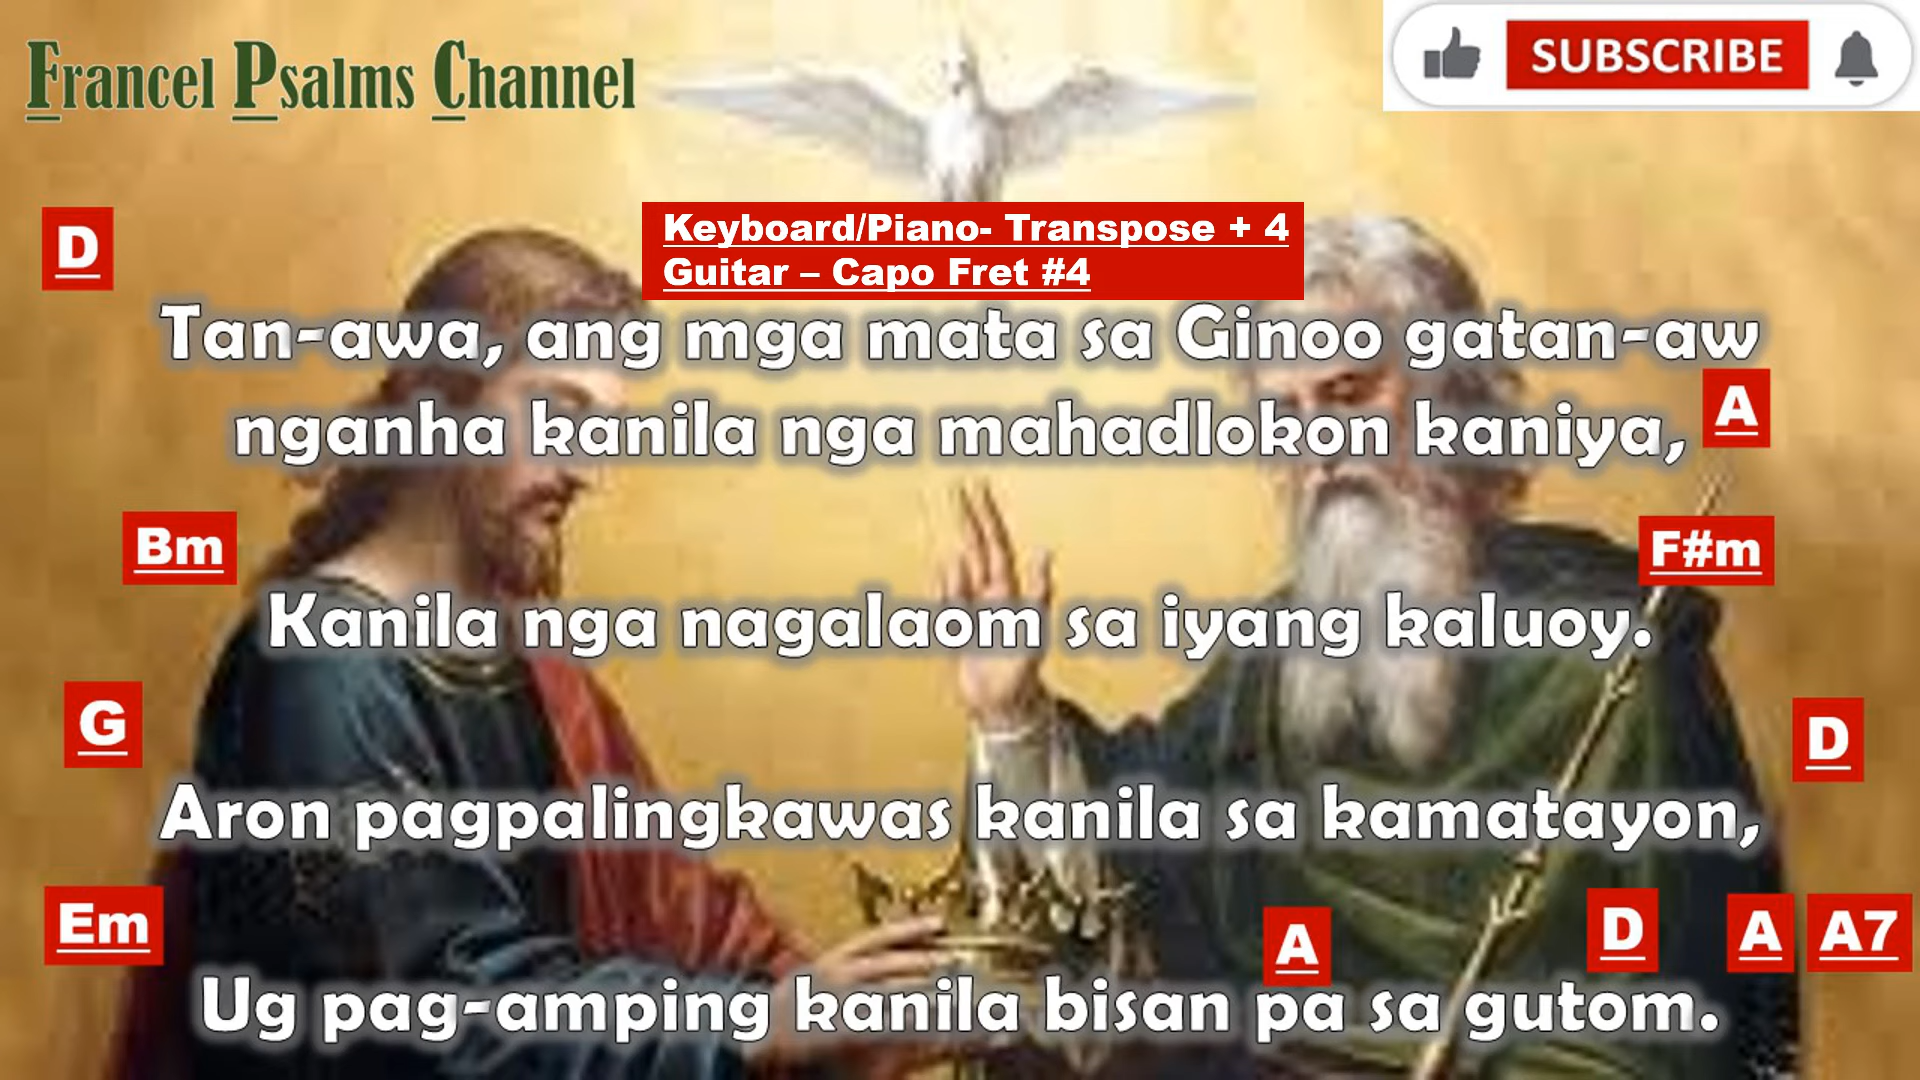 Francel Psalms Channel
SUBSCRIBE
Keyboard/Piano- Transpose + 4
Guitar – Capo Fret #4
D
Tan-awa, ang mga mata sa Ginoo gatan-aw
nganha kanila nga mahadlokon kaniya, A
Bm F#m
Kanila nga nagalaom sa iyang kaluoy.
G D
Aron pagpalingkawas kanila sa kamatayon,
Em A D A A7
Ug pag-amping kanila bisan pa sa gutom.